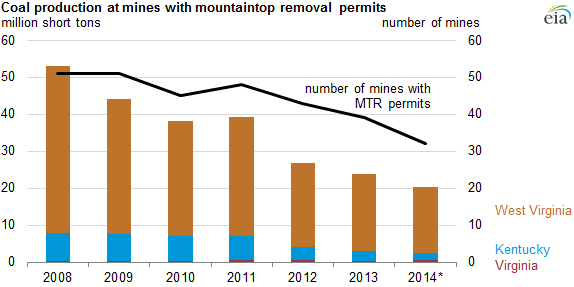 Coal production at mines with mountaintop removal permits
million short tons
number of mines
eia
60
50
40
30
20
10
0
60
50
40
30
20
10
0
number of mines with
MTR permits
West Virginia
Kentucky
Virginia
2008
2009
2010
2011
2012
2013
2014*